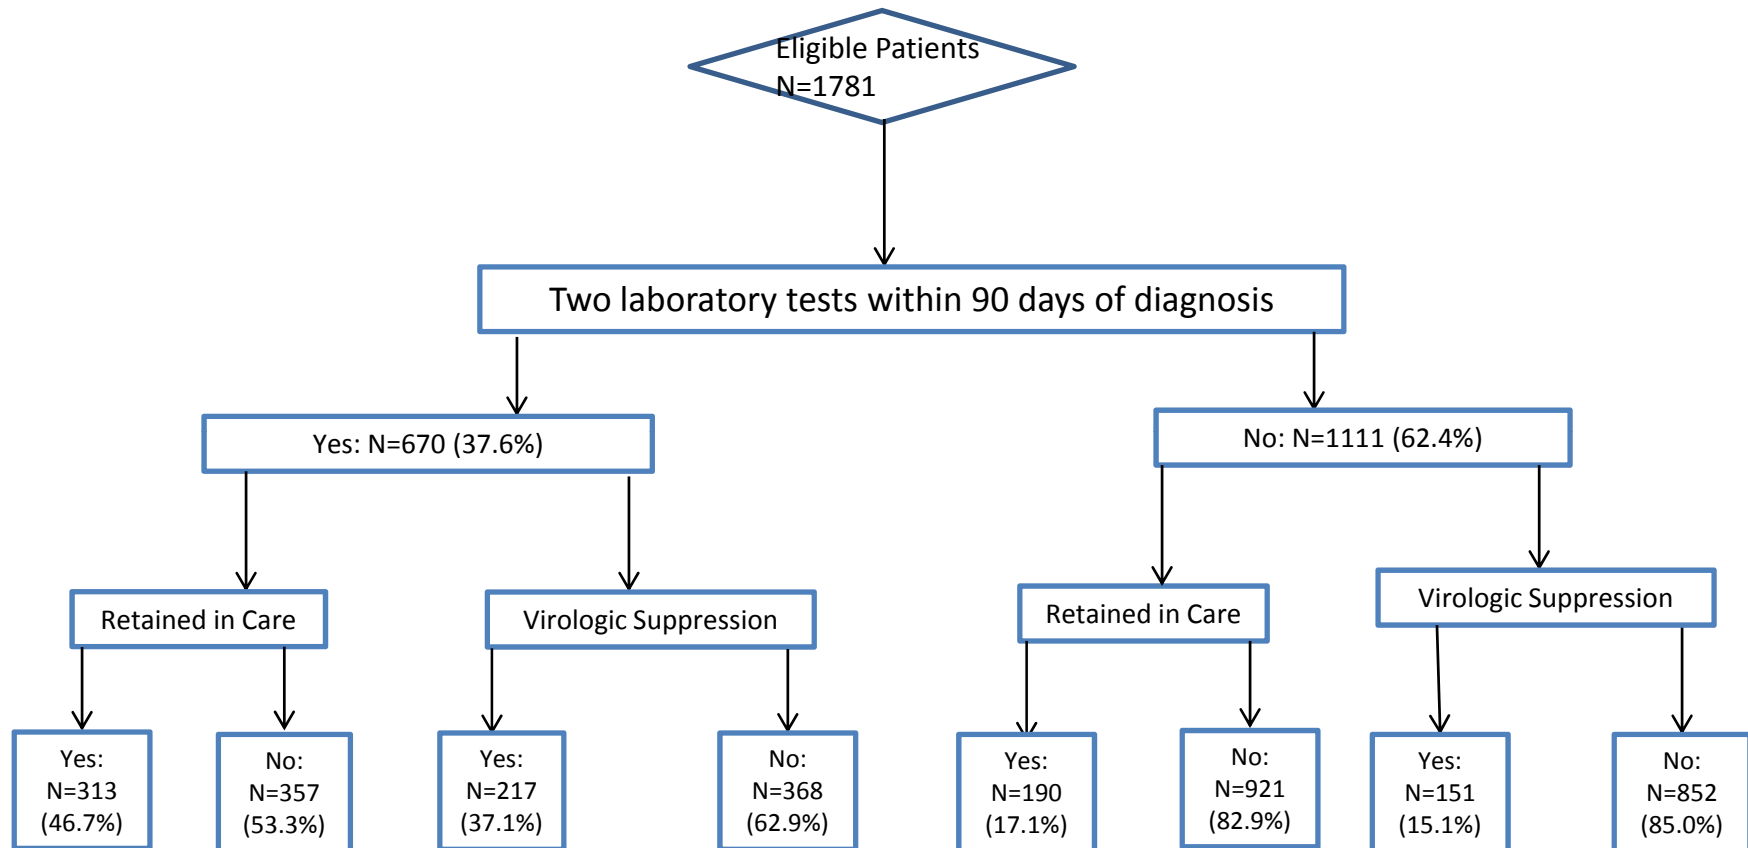 Eligible Patients
N=1781
Two laboratory tests within 90 days of diagnosis
Yes: N=670 (37.6%)
No: N=1111 (62.4%)
Retained in Care
Virologic Suppression
Retained in Care
Virologic Suppression
Yes:
N=313
(46.7%)
No:
N=357
(53.3%)
Yes:
N=217
(37.1%)
No:
N=368
(62.9%)
Yes:
N=190
(17.1%)
No:
N=921
(82.9%)
Yes:
N=151
(15.1%)
No:
N=852
(85.0%)